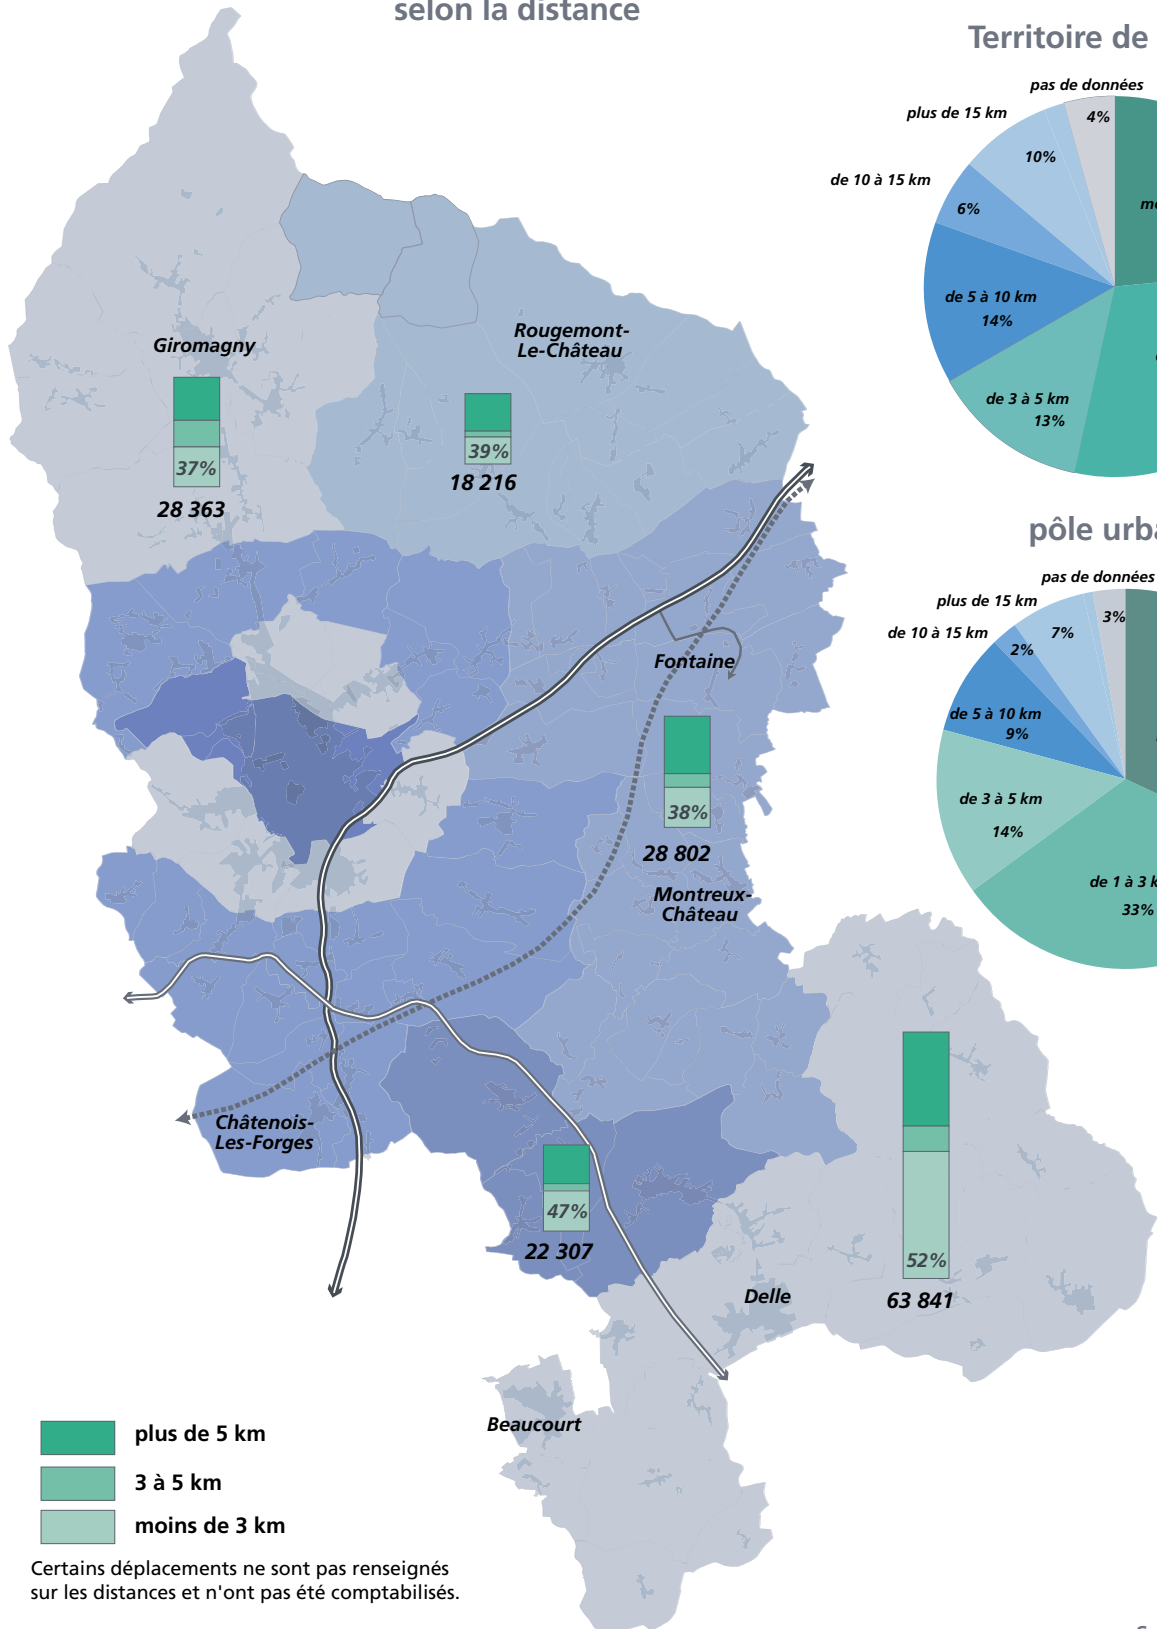 selon la distance
Territoire de
pas de données
4%
plus de 15 km
10%
de 10 à 15 km
6%
de 5 à 10 km
14%
de 3 à 5 km
13%
Giromagny
37%
28 363
Rougemont-
Le-Château
39%
18 216
pôle urba
pas de données
3%
plus de 15 km
7%
de 10 à 15 km
2%
de 5 à 10 km
9%
de 3 à 5 km
14%
de 1 à 3 k
33%
Fontaine
38%
28 802
Montreux-
Château
Châtenois-
Les-Forges
47%
22 307
52%
63 841
Delle
Beaucourt
plus de 5 km
3 à 5 km
moins de 3 km
Certains déplacements ne sont pas renseignés
sur les distances et n'ont pas été comptabilisés.